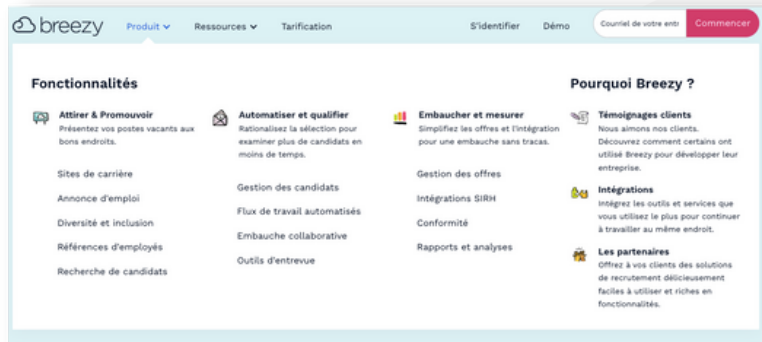 breezy
Produit
Ressources
Tarification
S'identifier
Démo
Courriel de votre entr
Commencer
Fonctionnalités
Attirer & Promouvoir
Présentez vos postes vacants aux
bons endroits.
Sites de carrière
Annonce d'emploi
Diversité et inclusion
Références d'employés
Recherche de candidats
Automatiser et qualifier
Rationalisez la sélection pour
examiner plus de candidats en
moins de temps.
Gestion des candidats
Flux de travail automatisés
Embauche collaborative
Outils d'entrevue
Embaucher et mesurer
Simplifiez les offres et l'intégration
pour une embauche sans tracas.
Gestion des offres
Intégrations SIRH
Conformité
Rapports et analyses
Pourquoi Breezy ?
Témoignages clients
Nous aimons nos clients.
Découvrez comment certains ont
utilisé Breezy pour développer leur
entreprise.
Intégrations
Intégrez les outils et services que
vous utilisez le plus pour continuer
à travailler au même endroit.
Les partenaires
Offrez à vos clients des solutions
de recrutement délicieusement
faciles à utiliser et riches en
fonctionnalités.